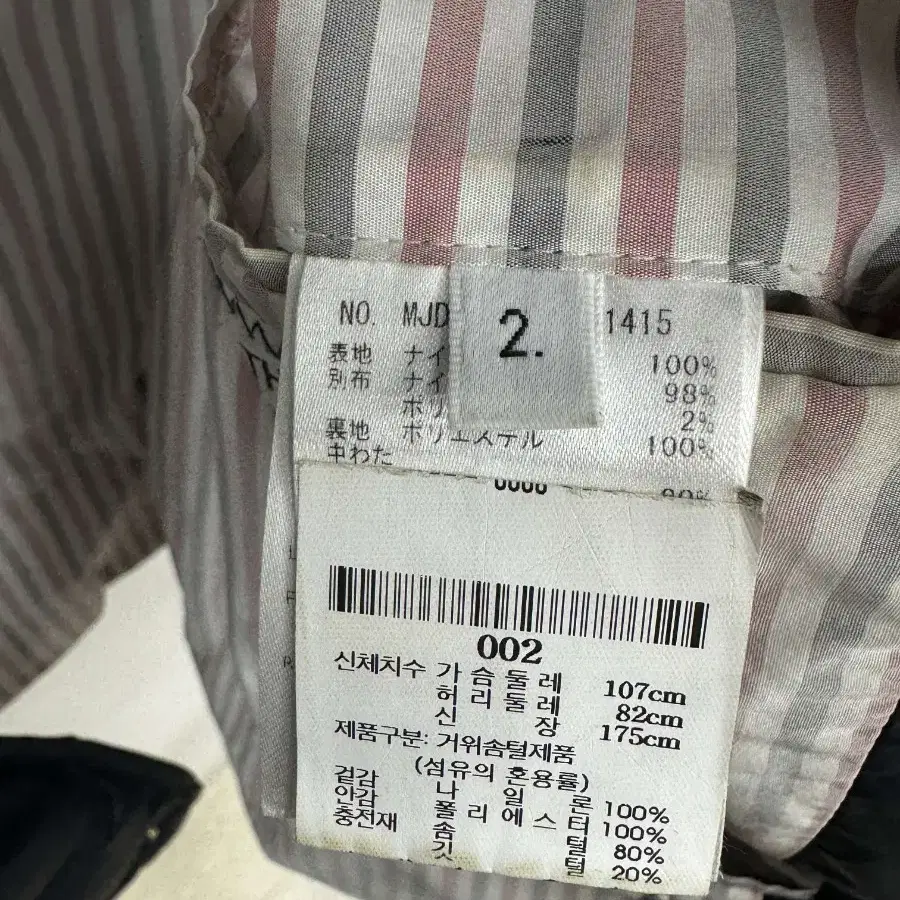 NO. MJD 1415
2.
表地 ナイ 100%
別布 ナイ 98%
ポリ 2%
裏地 ポリエステル 100%
中わた
002
신체치수 가슴둘레 107cm
허리둘레 82cm
신장 175cm
제품구분: 거위솜털제품
(섬유의 혼용률)
겉감 나일론 100%
안감 폴리에스터 100%
충전재 솜털 80%
깃털 20%